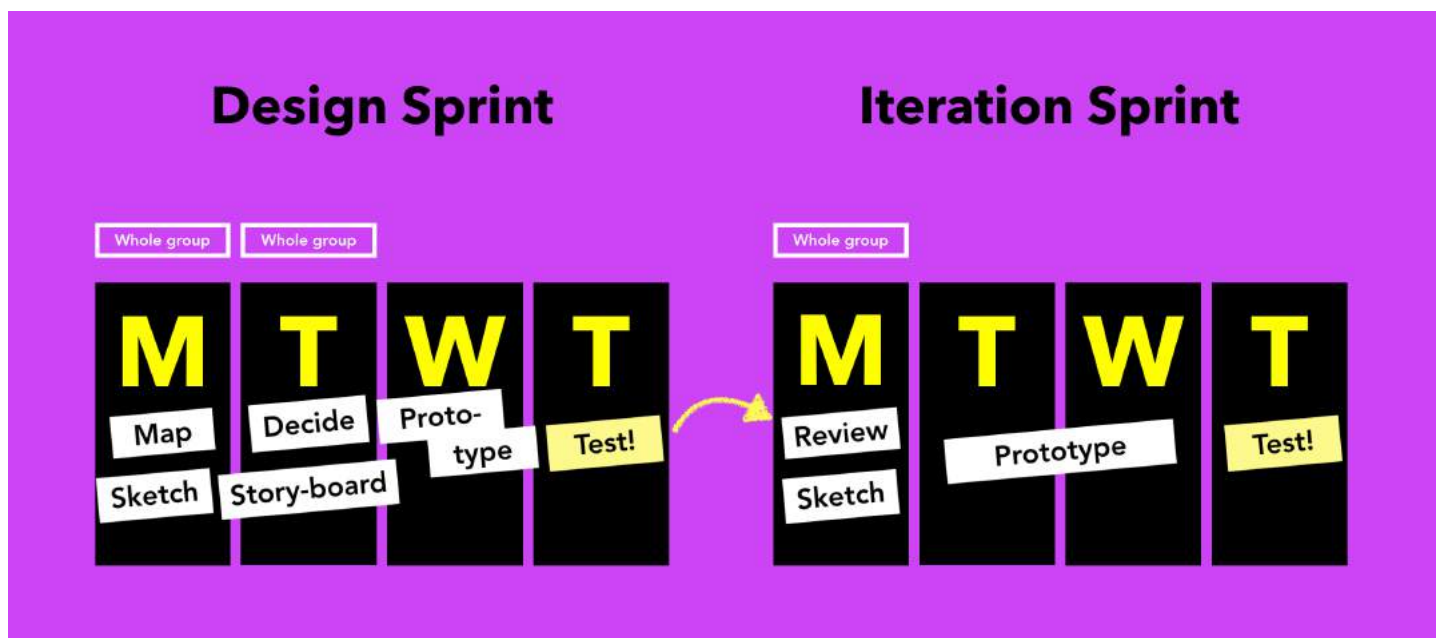 Design Sprint
Whole group
Whole group
M
T
W
T
Map
Sketch
Decide
Story-board
Proto-
type
Test!
Iteration Sprint
Whole group
M
T
W
T
Review
Sketch
Prototype
Test!